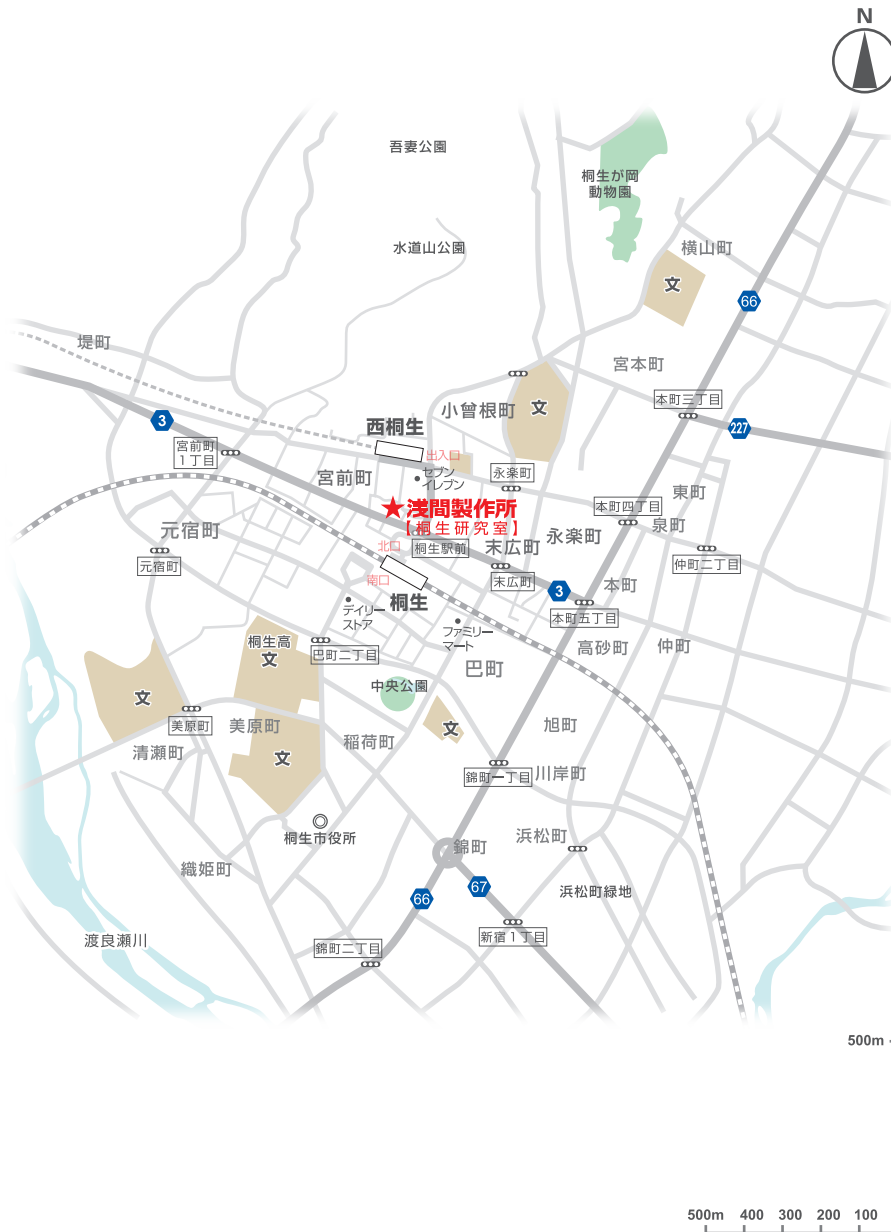 N
吾妻公園
桐生が岡
動物園
水道山公園
横山町
文
66
堤町
宮本町
本町三丁目
小曾根町
文
3
西桐生
227
宮前町
1丁目
出入口
セブン
イレブン
宮前町
永楽町
東町
★浅間製作所
【桐生研究室】
本町四丁目
元宿町
泉町
永楽町
北口
桐生駅前
末広町
仲町二丁目
元宿町
南口
末広町
本町
3
桐生
デイリー
ストア
本町五丁目
ファミリー
マート
桐生高
文
巴町二丁目
高砂町
仲町
巴町
中央公園
文
美原町
美原町
旭町
文
稲荷町
清瀬町
文
錦町一丁目
川岸町
桐生市役所
錦町
浜松町
織姫町
67
浜松町緑地
66
渡良瀬川
錦町二丁目
新宿1丁目
500m
500m 400 300 200 100